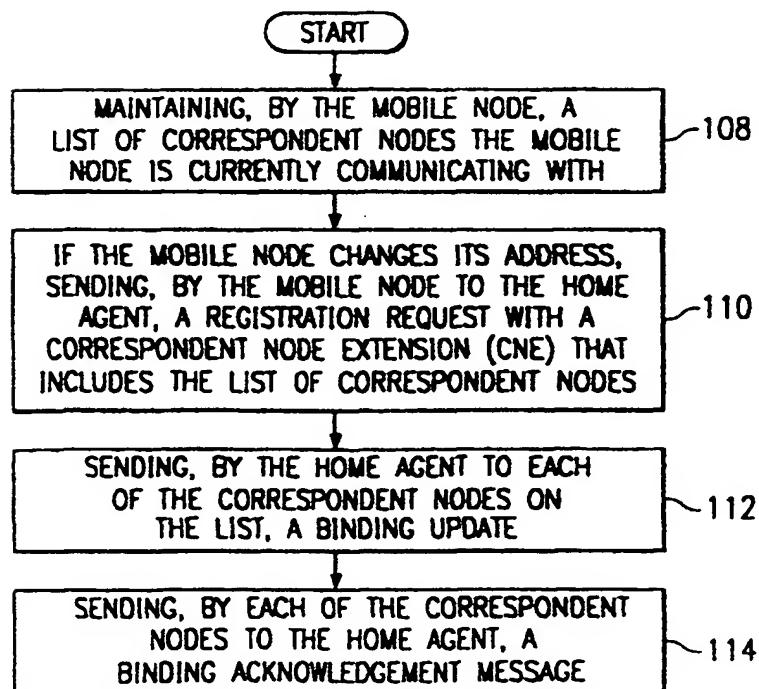 START
MAINTAINING, BY THE MOBILE NODE, A
LIST OF CORRESPONDENT NODES THE MOBILE
NODE IS CURRENTLY COMMUNICATING WITH
108
IF THE MOBILE NODE CHANGES ITS ADDRESS,
SENDING, BY THE MOBILE NODE TO THE HOME
AGENT, A REGISTRATION REQUEST WITH A
CORRESPONDENT NODE EXTENSION (CNE) THAT
INCLUDES THE LIST OF CORRESPONDENT NODES
110
SENDING, BY THE HOME AGENT TO EACH
OF THE CORRESPONDENT NODES ON
THE LIST, A BINDING UPDATE
112
SENDING, BY EACH OF THE CORRESPONDENT
NODES TO THE HOME AGENT, A
BINDING ACKNOWLEDGEMENT MESSAGE
114